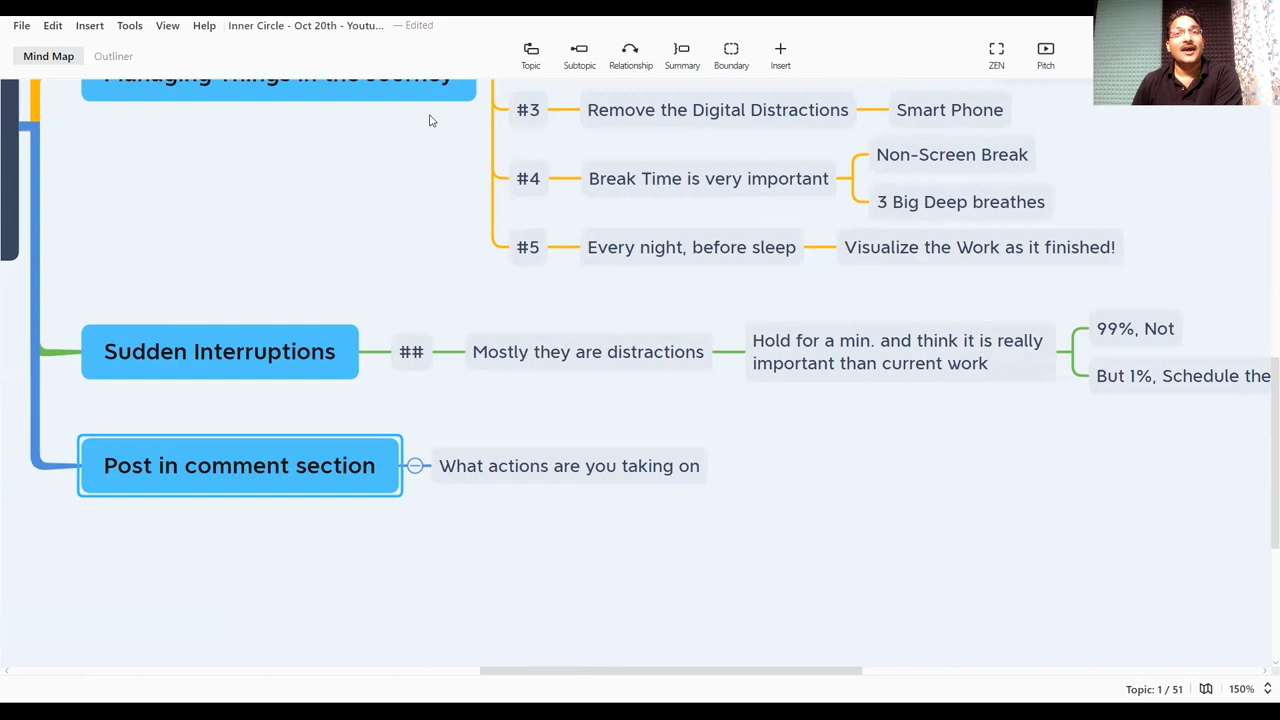 File Edit Insert Tools View Help Inner Circle - Oct 20th - Youtu... — Edited
Mind Map Outliner Topic Subtopic Relationship Summary Boundary Insert ZEN Pitch
#3 Remove the Digital Distractions Smart Phone
#4 Break Time is very important
Non-Screen Break
3 Big Deep breathes
#5 Every night, before sleep Visualize the Work as it finished!
Sudden Interruptions ## Mostly they are distractions
Hold for a min. and think it is really
important than current work
99%, Not
But 1%, Schedule the
Post in comment section What actions are you taking on
Topic: 1 / 51 150%